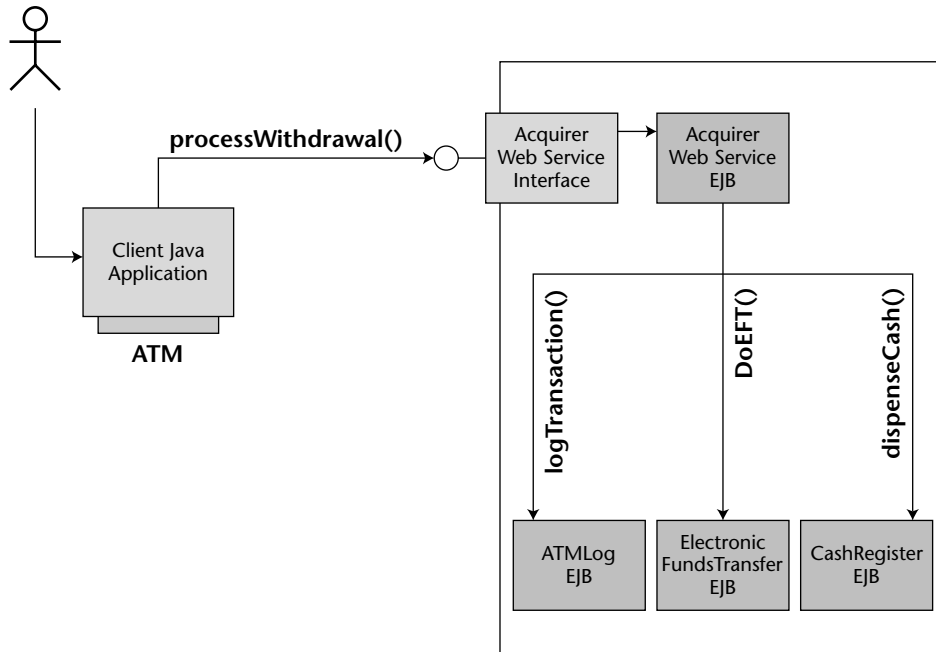 processWithdrawal()
Acquirer
Web Service
Interface
Acquirer
Web Service
EJB
Client Java
Application
ATM
logTransaction()
DoEFT()
dispenseCash()
ATMLog
EJB
Electronic
FundsTransfer
EJB
CashRegister
EJB